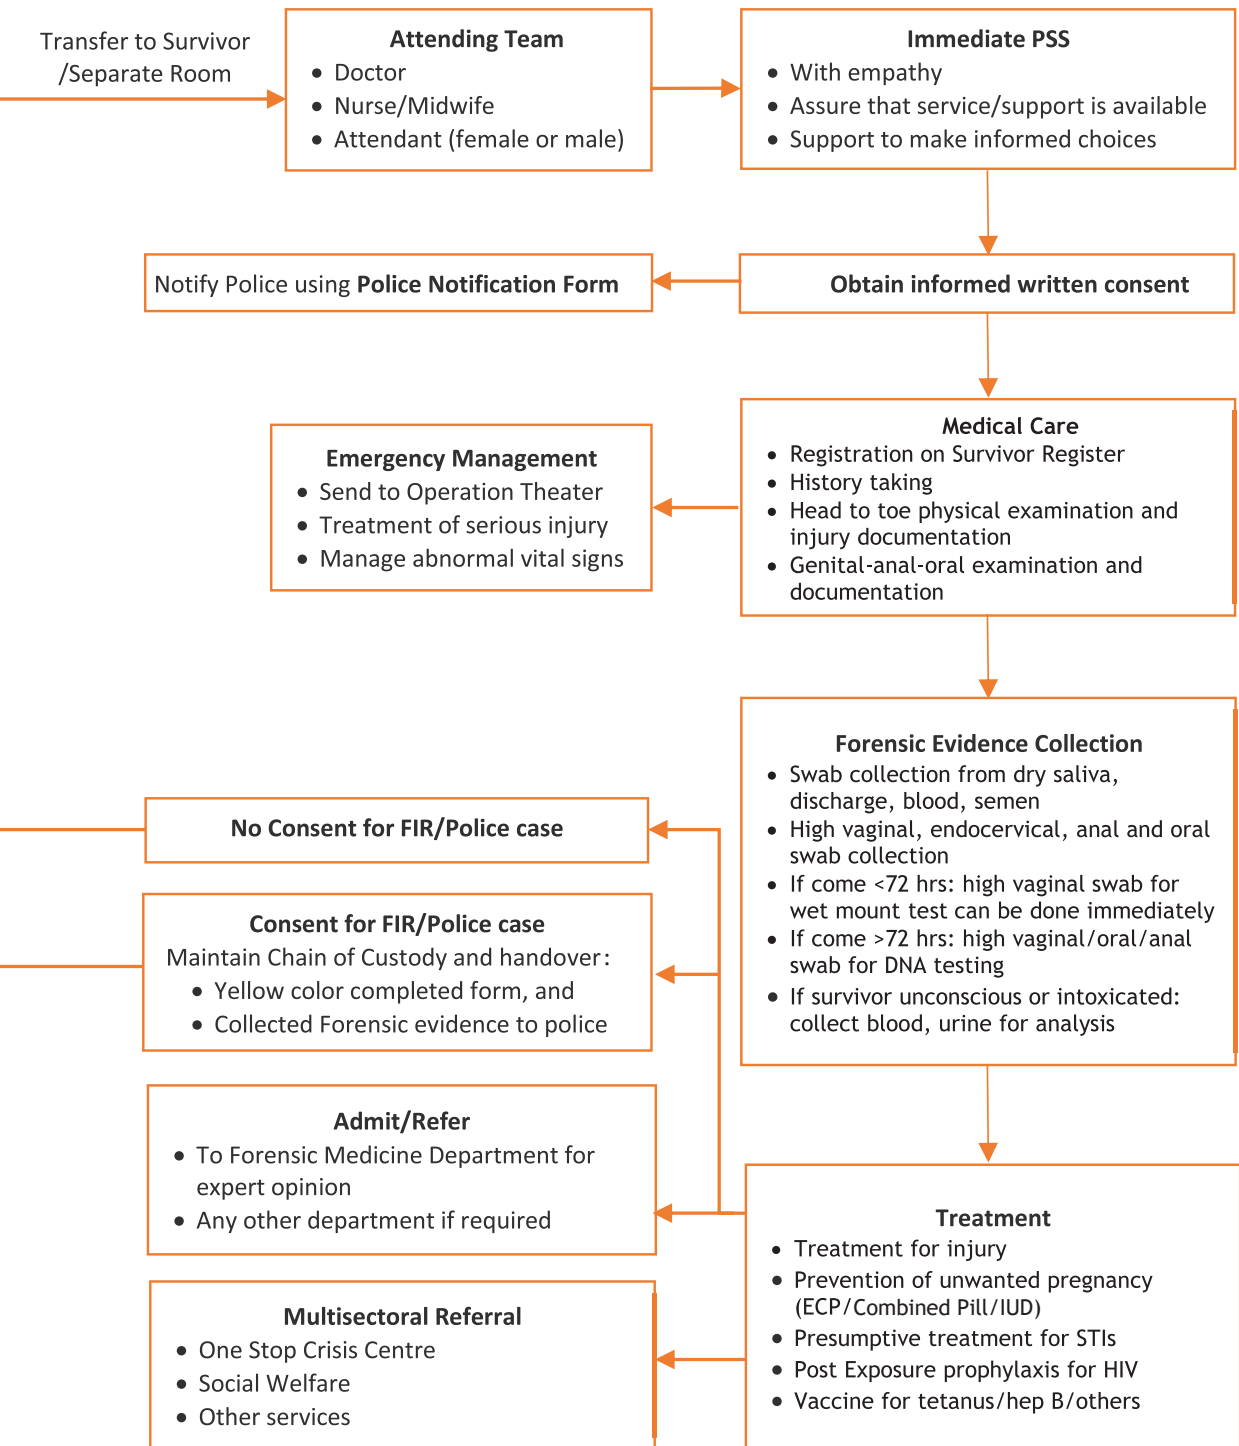 Transfer to Survivor
/Separate Room
Attending Team
• Doctor
• Nurse/Midwife
• Attendant (female or male)
Immediate PSS
• With empathy
• Assure that service/support is available
• Support to make informed choices
Notify Police using Police Notification Form
Obtain informed written consent
Emergency Management
• Send to Operation Theater
• Treatment of serious injury
• Manage abnormal vital signs
Medical Care
• Registration on Survivor Register
• History taking
• Head to toe physical examination and
injury documentation
• Genital-anal-oral examination and
documentation
Forensic Evidence Collection
• Swab collection from dry saliva,
discharge, blood, semen
• High vaginal, endocervical, anal and oral
swab collection
• If come <72 hrs: high vaginal swab for
wet mount test can be done immediately
• If come >72 hrs: high vaginal/oral/anal
swab for DNA testing
• If survivor unconscious or intoxicated:
collect blood, urine for analysis
No Consent for FIR/Police case
Consent for FIR/Police case
Maintain Chain of Custody and handover:
• Yellow color completed form, and
• Collected Forensic evidence to police
Admit/Refer
• To Forensic Medicine Department for
expert opinion
• Any other department if required
Treatment
• Treatment for injury
• Prevention of unwanted pregnancy
(ECP/Combined Pill/IUD)
• Presumptive treatment for STIs
• Post Exposure prophylaxis for HIV
• Vaccine for tetanus/hep B/others
Multisectoral Referral
• One Stop Crisis Centre
• Social Welfare
• Other services